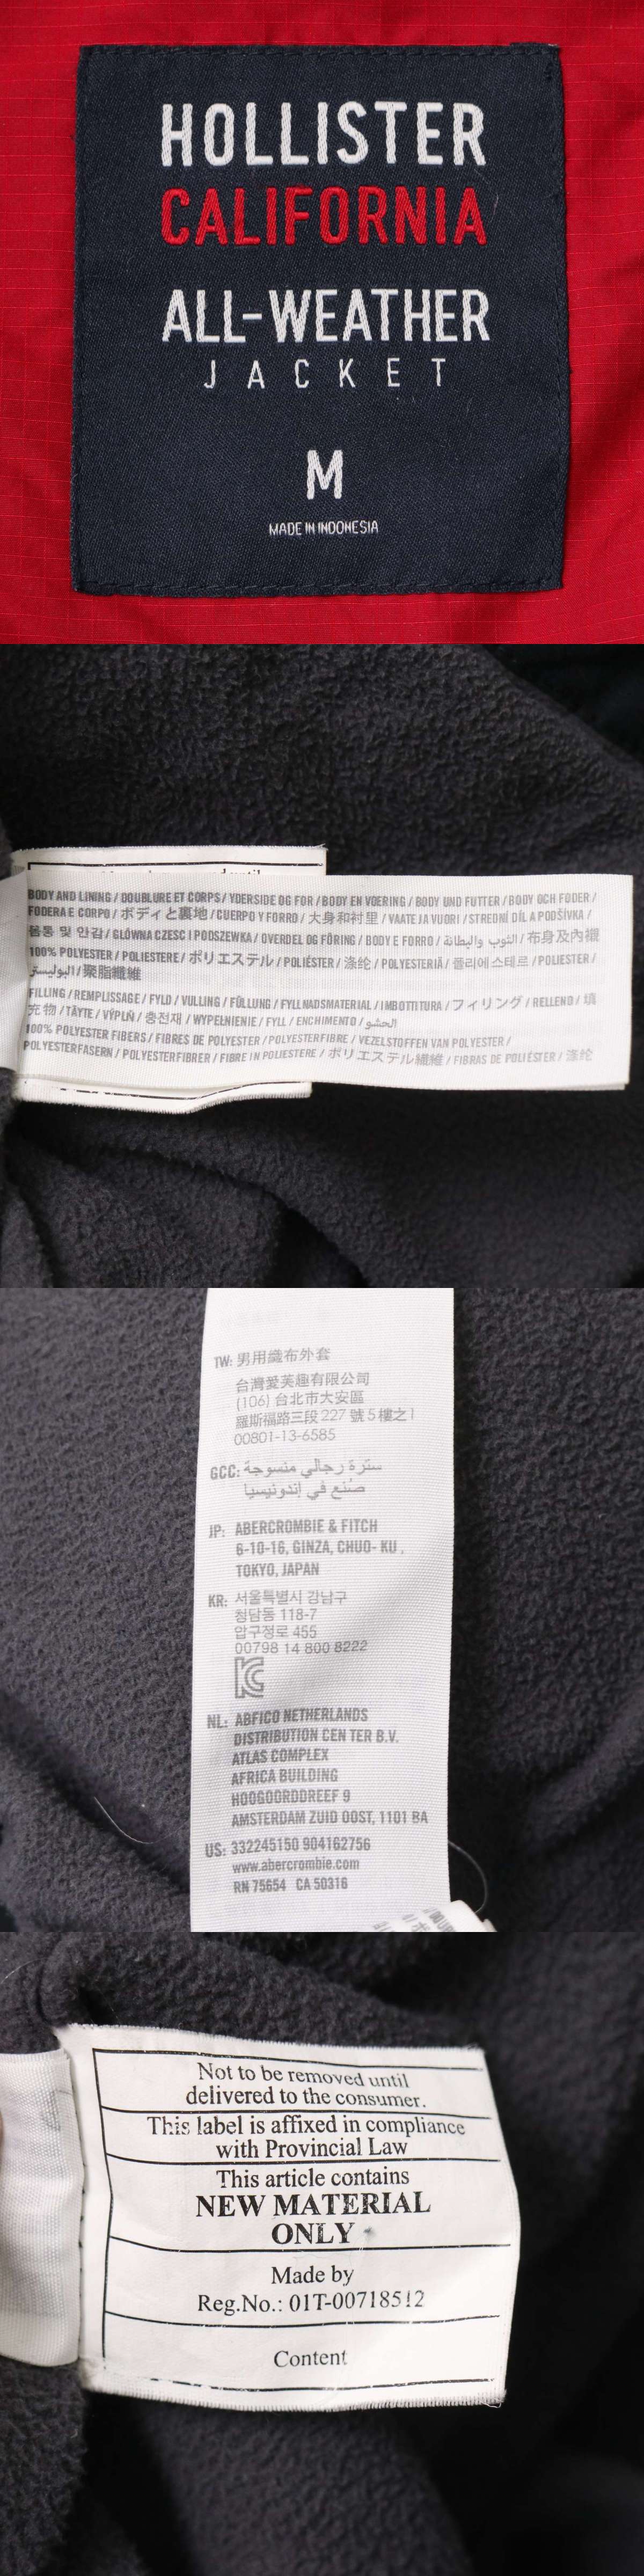 HOLLISTER
CALIFORNIA
ALL-WEATHER
JACKET
M
MADE IN INDONESIA
BODY AND LINING / DOUBLURE ET CORPS / YDERSIDE OG FOR / BODY EN VOERING / BODY UND FUTTER / BODY OCH FODER /
FODERA E CORPO / ボディと裏地 / CUERPO Y FORRO / 大身和衬里 / VAATE JA VUORI / STREDNÍ DÍL A PODŠÍVKA /
몸통 및 안감 / GŁÓWNA CZESC I PODSZEWKA / OVERDEL OG FÔRING / BODY E FORRO / الثوب والبطانة / 布身及內襯
100% POLYESTER / POLIESTERE / ポリエステル / POLIÉSTER / 涤纶 / POLYESTERIÄ / 폴리에스테르 / POLIESTER /
البوليستر / 聚脂纖維
FILLING / REMPLISSAGE / FYLD / VULLING / FÜLLUNG / FYLLNADSMATERIAL / IMBOTTITURA / フィリング / RELLENO / 填
充物 / TÄYTE / VÝPLŇ / 충전재 / WYPEŁNIENIE / FYLL / ENCHIMENTO / الحشو
100% POLYESTER FIBERS / FIBRES DE POLYESTER / POLYESTERFIBRE / VEZELSTOFFEN VAN POLYESTER /
POLYESTERFASERN / POLYESTERFIBRER / FIBRE IN POLIESTERE / ポリエステル繊維 / FIBRAS DE POLIÉSTER / 涤纶
TW: 男用織布外套
台灣愛芙趣有限公司
(106) 台北市大安區
羅斯福路三段 227 號 5 樓之 1
00801-13-6585
GCC: سترة رجالي منسوجة
صنع في إندونيسيا
JP: ABERCROMBIE & FITCH
6-10-16, GINZA, CHUO- KU ,
TOKYO, JAPAN
KR: 서울특별시 강남구
청담동 118-7
압구정로 455
00798 14 800 8222
NL: ABFICO NETHERLANDS
DISTRIBUTION CEN TER B.V.
ATLAS COMPLEX
AFRICA BUILDING
HOOGOORDDREEF 9
AMSTERDAM ZUID OOST, 1101 BA
US: 332245150 904162756
www.abercrombie.com
RN 75654 CA 50316
Not to be removed until
delivered to the consumer.
This label is affixed in compliance
with Provincial Law
This article contains
NEW MATERIAL
ONLY
Made by
Reg.No.: 01T-00718512
Content